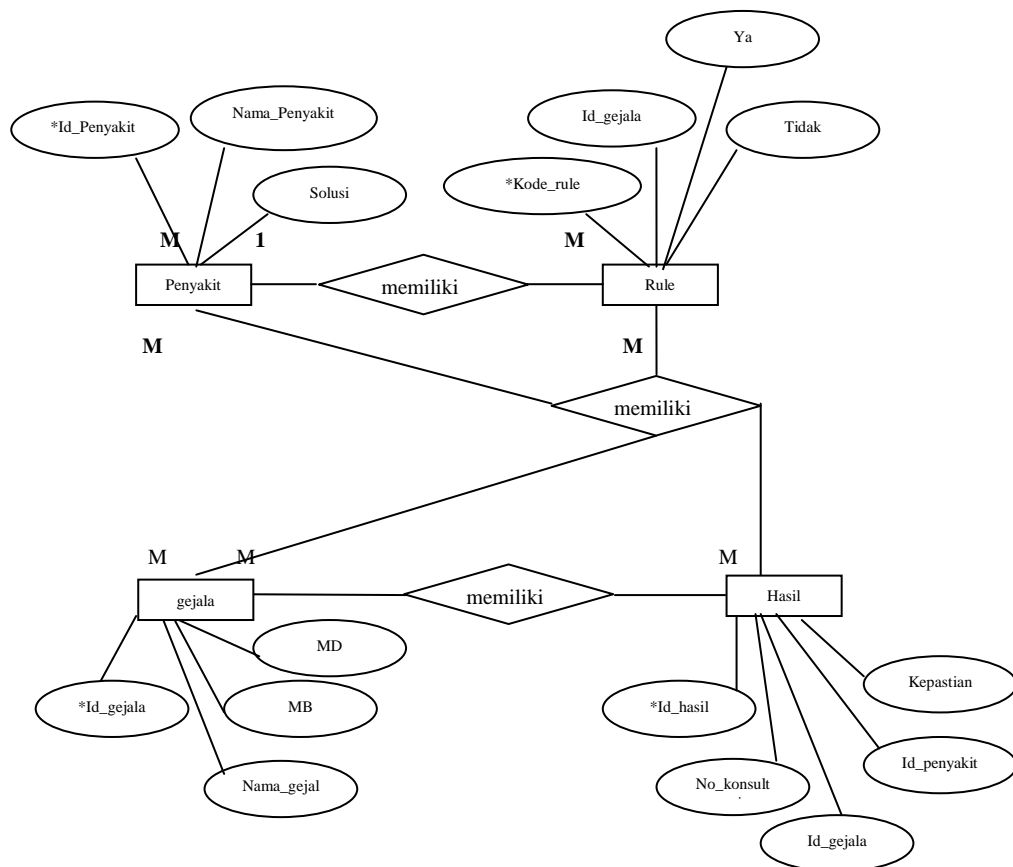 Ya
Nama_Penyakit
Id_gejala
*Id_Penyakit
Tidak
*Kode_rule
Solusi
M
1
M
Penyakit
memiliki
Rule
M
M
memiliki
M
M
M
gejala
memiliki
Hasil
MD
Kepastian
*Id_gejala
MB
*Id_hasil
Id_penyakit
Nama_gejal
No_konsult
Id_gejala